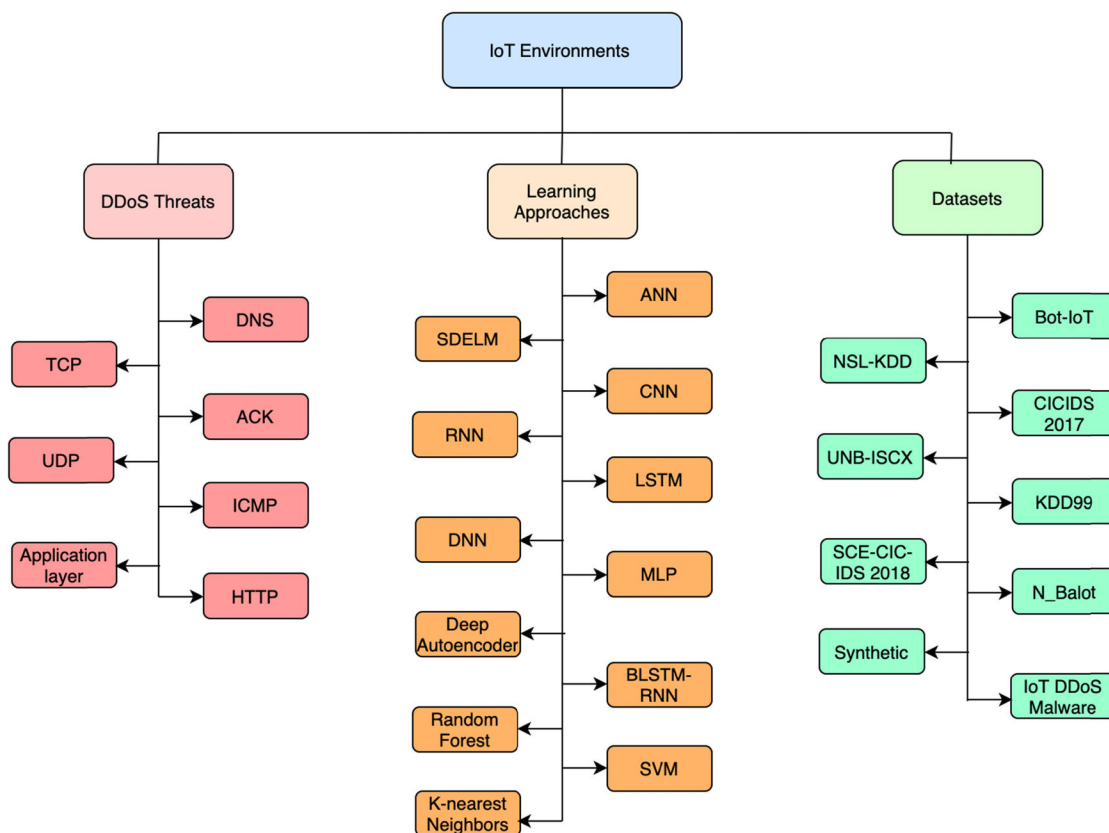 IoT Environments
DDoS Threats
Learning
Approaches
Datasets
DNS
TCP
ACK
UDP
ICMP
Application
layer
HTTP
ANN
SDELM
CNN
RNN
LSTM
DNN
MLP
Deep
Autoencoder
BLSTM-
RNN
Random
Forest
SVM
K-nearest
Neighbors
Bot-IoT
NSL-KDD
CICIDS
2017
UNB-ISCX
KDD99
SCE-CIC-
IDS 2018
N_Balot
Synthetic
IoT DDoS
Malware